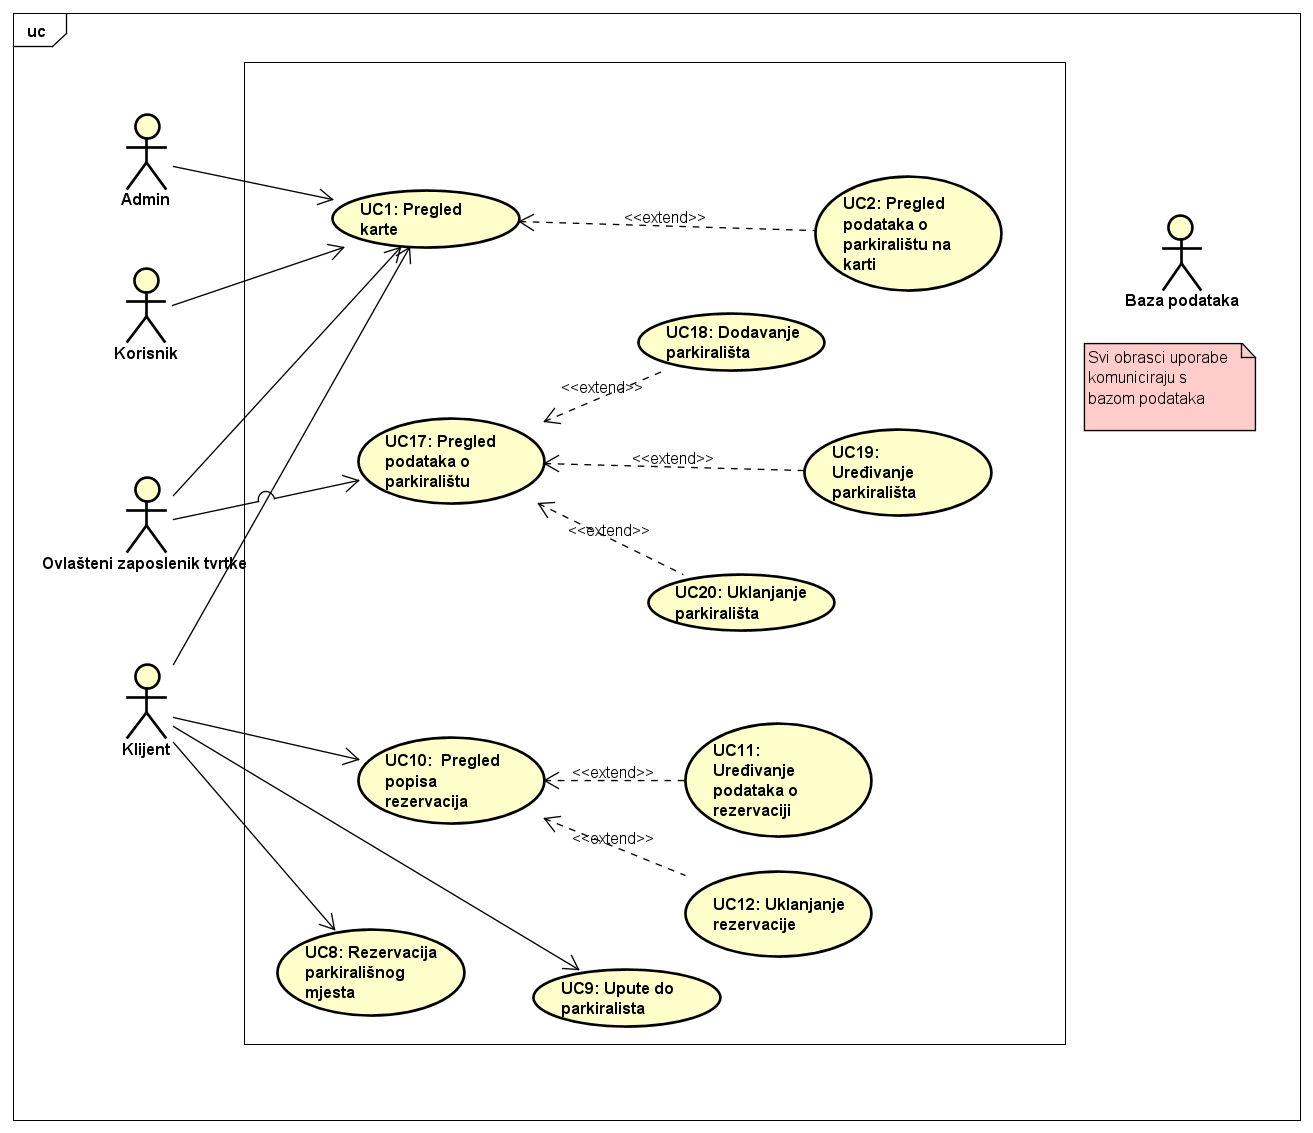 uc
Admin
UC1: Pregled
karte
<<extend>>
UC2: Pregled
podataka o
parkiralištu na
karti
Baza podataka
Korisnik
UC18: Dodavanje
parkirališta
Svi obrasci uporabe
komuniciraju s
bazom podataka
<<extend>>
UC17: Pregled
podataka o
parkiralištu
<<extend>>
UC19:
Uređivanje
parkirališta
<<extend>>
Ovlašteni zaposlenik tvrtke
UC20: Uklanjanje
parkirališta
Klijent
UC10:  Pregled
popisa
rezervacija
<<extend>>
UC11:
Uređivanje
podataka o
rezervaciji
<<extend>>
UC12: Uklanjanje
rezervacije
UC8: Rezervacija
parkirališnog
mjesta
UC9: Upute do
parkiralista